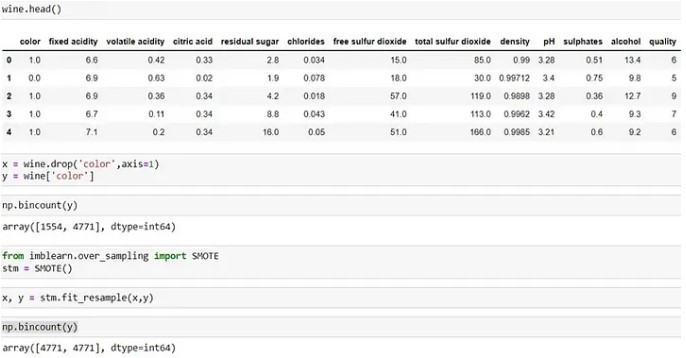 wine.head()
color fixed acidity volatile acidity citric acid residual sugar chlorides free sulfur dioxide total sulfur dioxide density pH sulphates alcohol quality
0 1.0 6.6 0.42 0.33 2.8 0.034 15.0 85.0 0.99 3.28 0.51 13.4 6
1 0.0 6.9 0.63 0.02 1.9 0.078 18.0 30.0 0.99712 3.4 0.75 9.8 5
2 1.0 6.9 0.36 0.34 4.2 0.018 57.0 119.0 0.9898 3.28 0.36 12.7 9
3 1.0 6.7 0.11 0.34 8.8 0.043 41.0 113.0 0.9962 3.42 0.4 9.3 7
4 1.0 7.1 0.2 0.34 16.0 0.05 51.0 166.0 0.9985 3.21 0.6 9.2 6
x = wine.drop('color',axis=1)
y = wine['color']
np.bincount(y)
array([1554, 4771], dtype=int64)
from imblearn.over_sampling import SMOTE
stm = SMOTE()
x, y = stm.fit_resample(x,y)
np.bincount(y)
array([4771, 4771], dtype=int64)